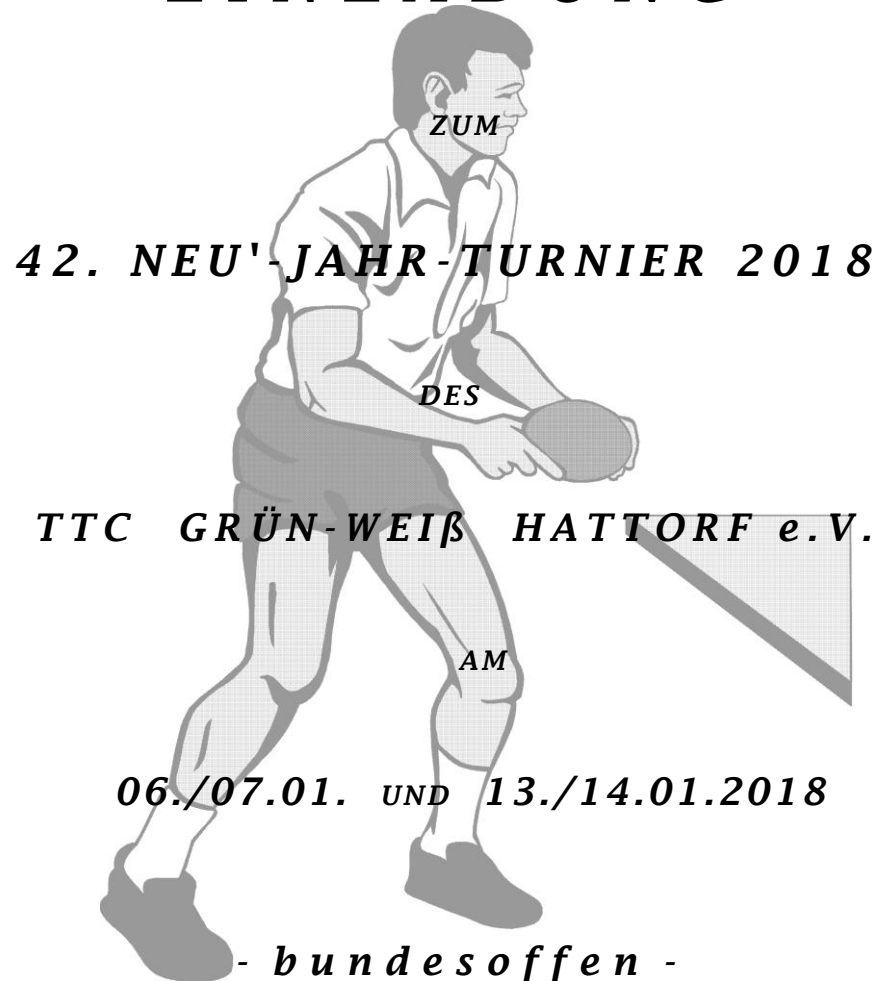 EINLADUNG
ZUM
42. NEU'-JAHR-TURNIER 2018
DES
TTC GRÜN-WEIß HATTORF e.V.
AM
06./07.01. UND 13./14.01.2018
- bundesoffen -